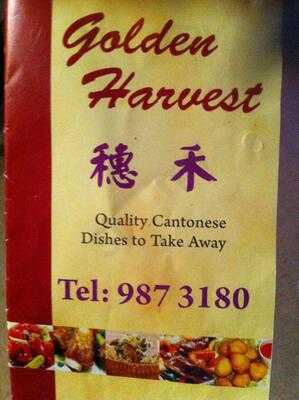 Golden
Harvest
穗 禾
Quality Cantonese
Dishes to Take Away
Tel: 987 3180